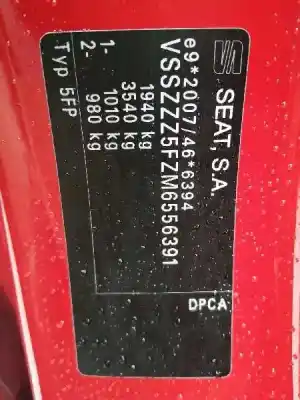 SEAT, S.A.
e9*2007/46*6394
VSSZZZ5FZM6556391
1940 kg
3540 kg
1- 1010 kg
2- 980 kg
Typ 5FP
DPCA